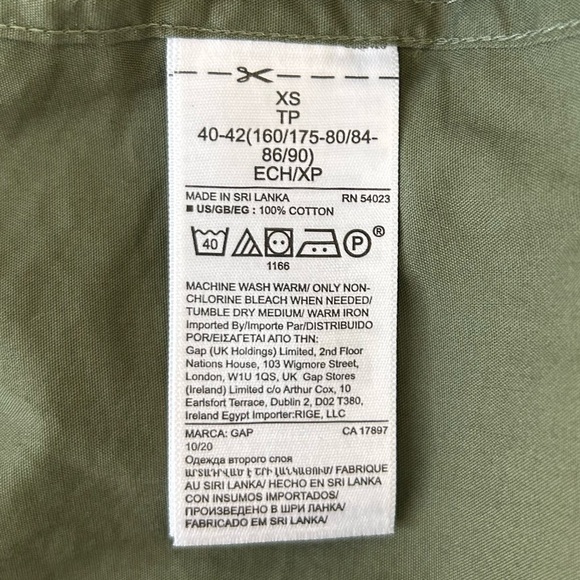 XS
TP
40-42(160/175-80/84-
86/90)
ECH/XP
MADE IN SRI LANKA RN 54023
■ US/GB/EG : 100% COTTON
40 P®
1166
MACHINE WASH WARM/ ONLY NON-
CHLORINE BLEACH WHEN NEEDED/
TUMBLE DRY MEDIUM/ WARM IRON
Imported By/Importe Par/DISTRIBUIDO
POR/ΕΙΣΑΓΕΤΑΙ ΑΠΟ ΤΗΝ:
Gap (UK Holdings) Limited, 2nd Floor
Nations House, 103 Wigmore Street,
London, W1U 1QS, UK Gap Stores
(Ireland) Limited c/o Arthur Cox, 10
Earlsfort Terrace, Dublin 2, D02 T380,
Ireland Egypt Importer:RIGE, LLC
MARCA: GAP CA 17897
10/20
Одежда второго слоя
ԱՐՏԱԴՐՎԱԾ Է ՇՐԻ ԼԱՆԿԱՅՈՒՄ/ FABRIQUE
AU SIRI LANKA/ HECHO EN SRI LANKA
CON INSUMOS IMPORTADOS/
ПРОИЗВЕДЕНО В ШРИ ЛАНКА/
FABRICADO EM SRI LANKA/